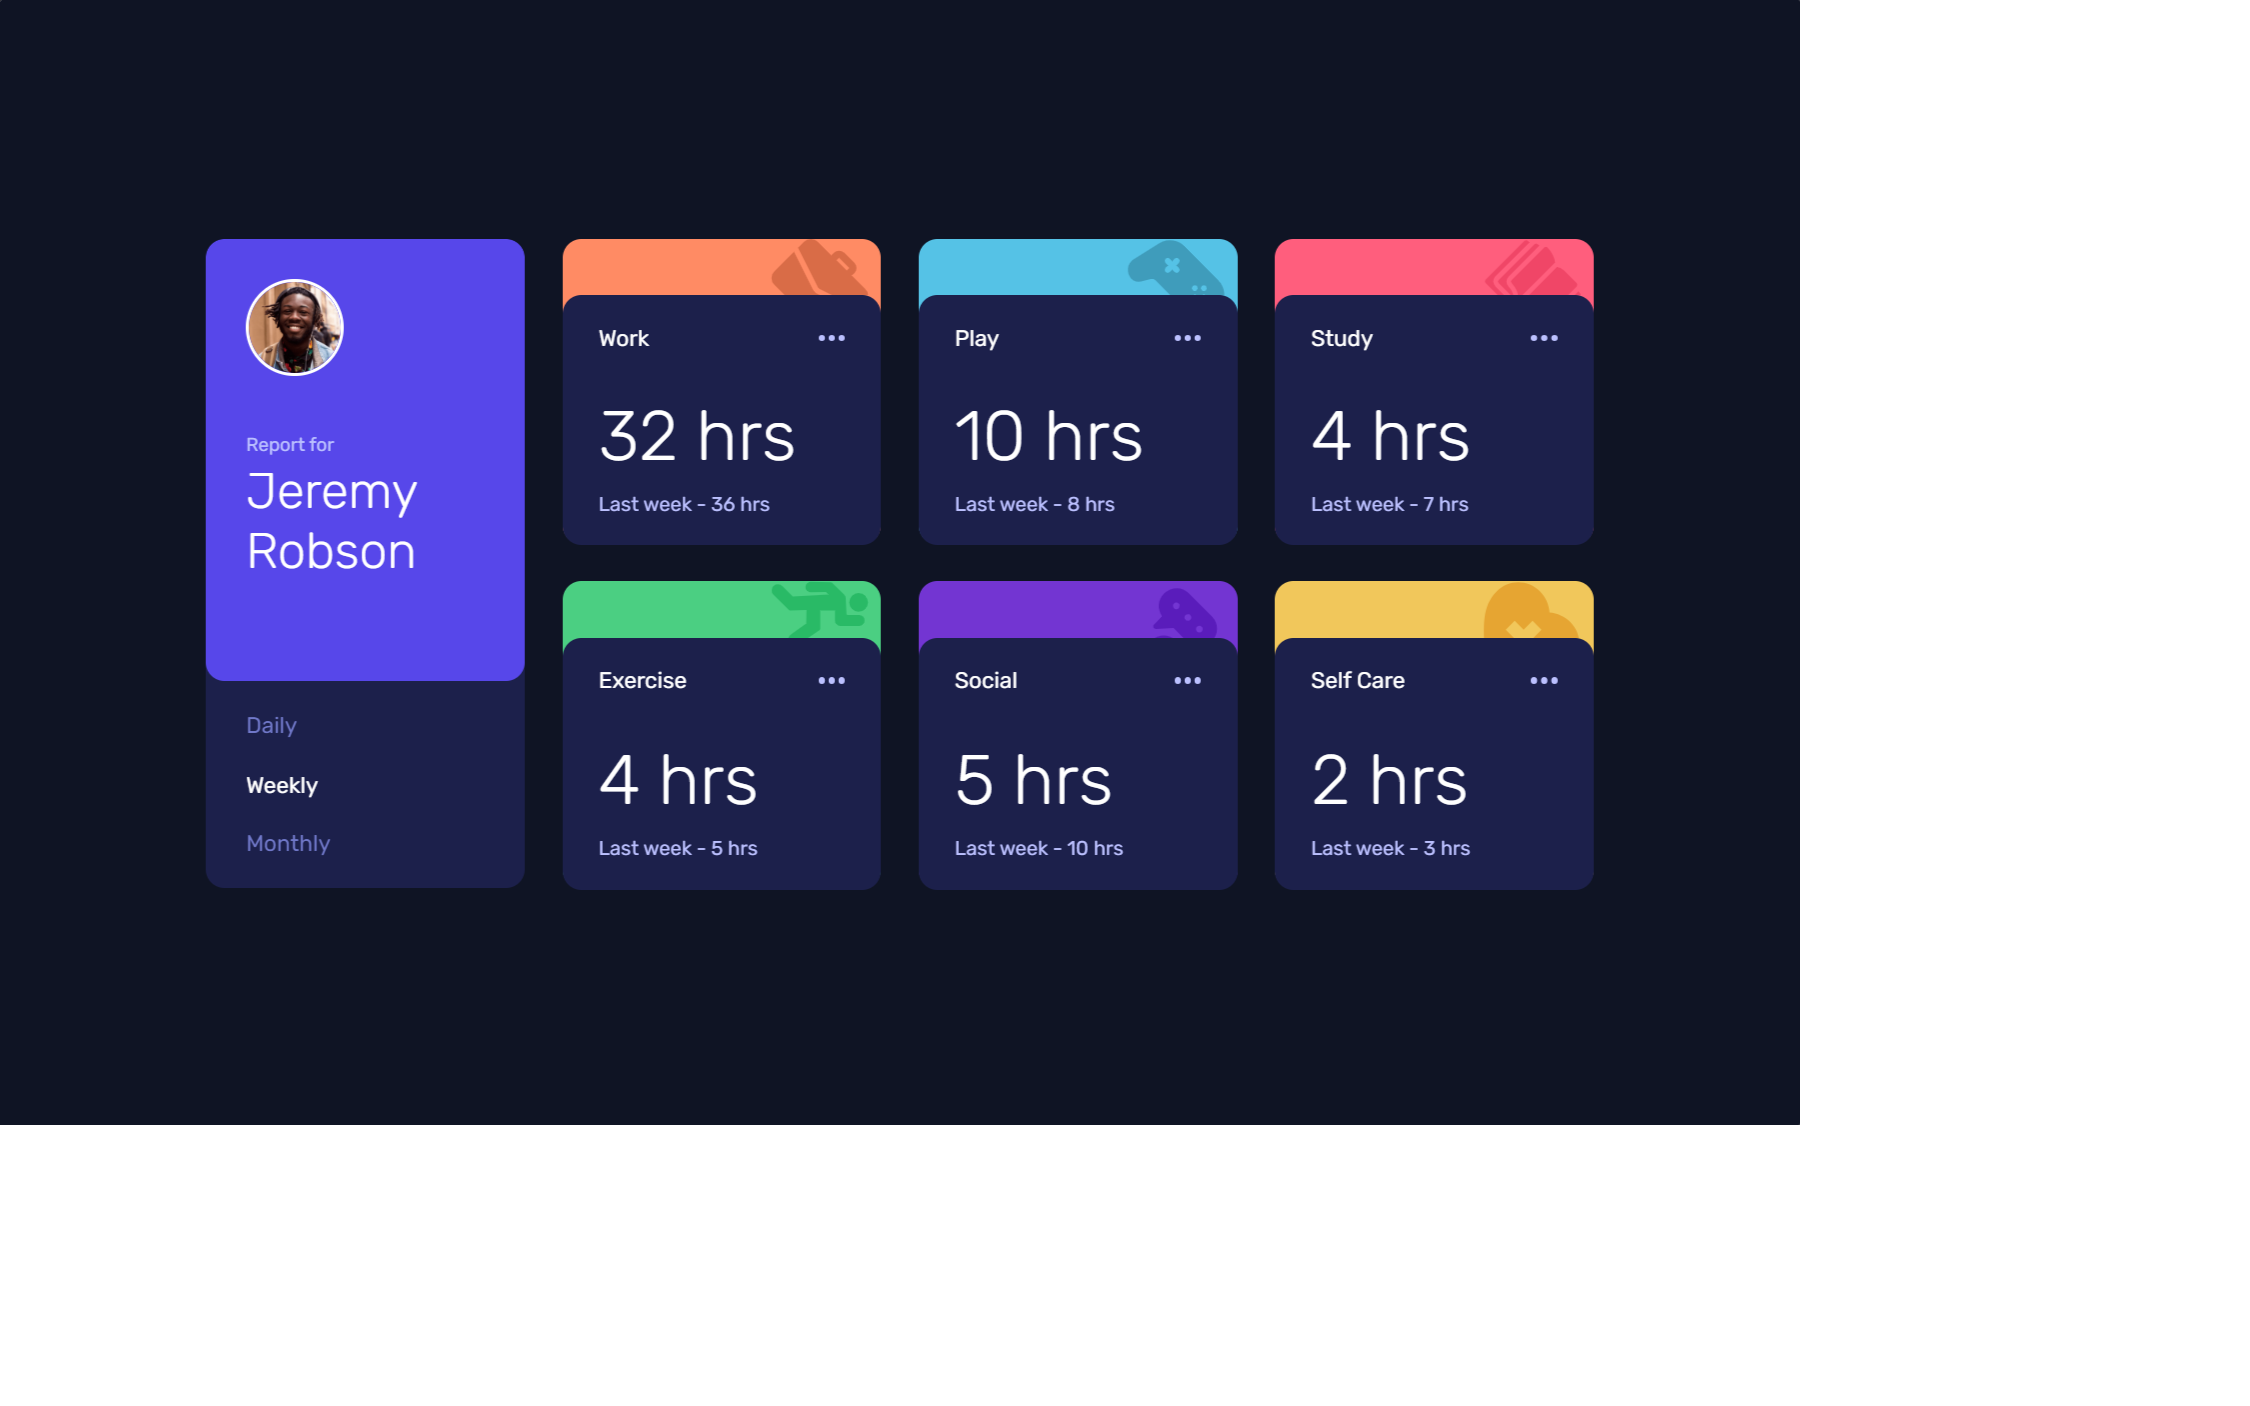 Report for
Jeremy
Robson
Daily
Weekly
Monthly
Work
32 hrs
Last week - 36 hrs
Play
10 hrs
Last week - 8 hrs
Study
4 hrs
Last week - 7 hrs
Exercise
4 hrs
Last week - 5 hrs
Social
5 hrs
Last week - 10 hrs
Self Care
2 hrs
Last week - 3 hrs